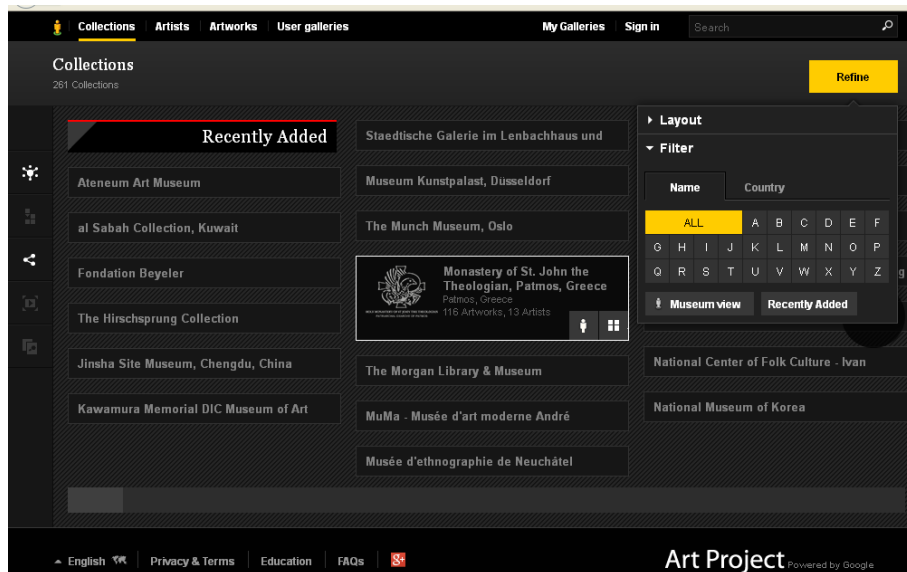 Collections Artists Artworks User galleries My Galleries Sign in Search
Collections
261 Collections
Refine
Recently Added
Ateneum Art Museum
al Sabah Collection, Kuwait
Fondation Beyeler
The Hirschsprung Collection
Jinsha Site Museum, Chengdu, China
Kawamura Memorial DIC Museum of Art
Staedtische Galerie im Lenbachhaus und
Museum Kunstpalast, Düsseldorf
The Munch Museum, Oslo
Monastery of St. John the
Theologian, Patmos, Greece
Patmos, Greece
116 Artworks, 13 Artists
The Morgan Library & Museum
MuMa - Musée d'art moderne André
Musée d'ethnographie de Neuchâtel
Layout
Filter
Name Country
ALL A B C D E F
G H I J K L M N O P
Q R S T U V W X Y Z
Museum view Recently Added
National Center of Folk Culture - Ivan
National Museum of Korea
English Privacy & Terms Education FAQs g+
Art Project Powered by Google